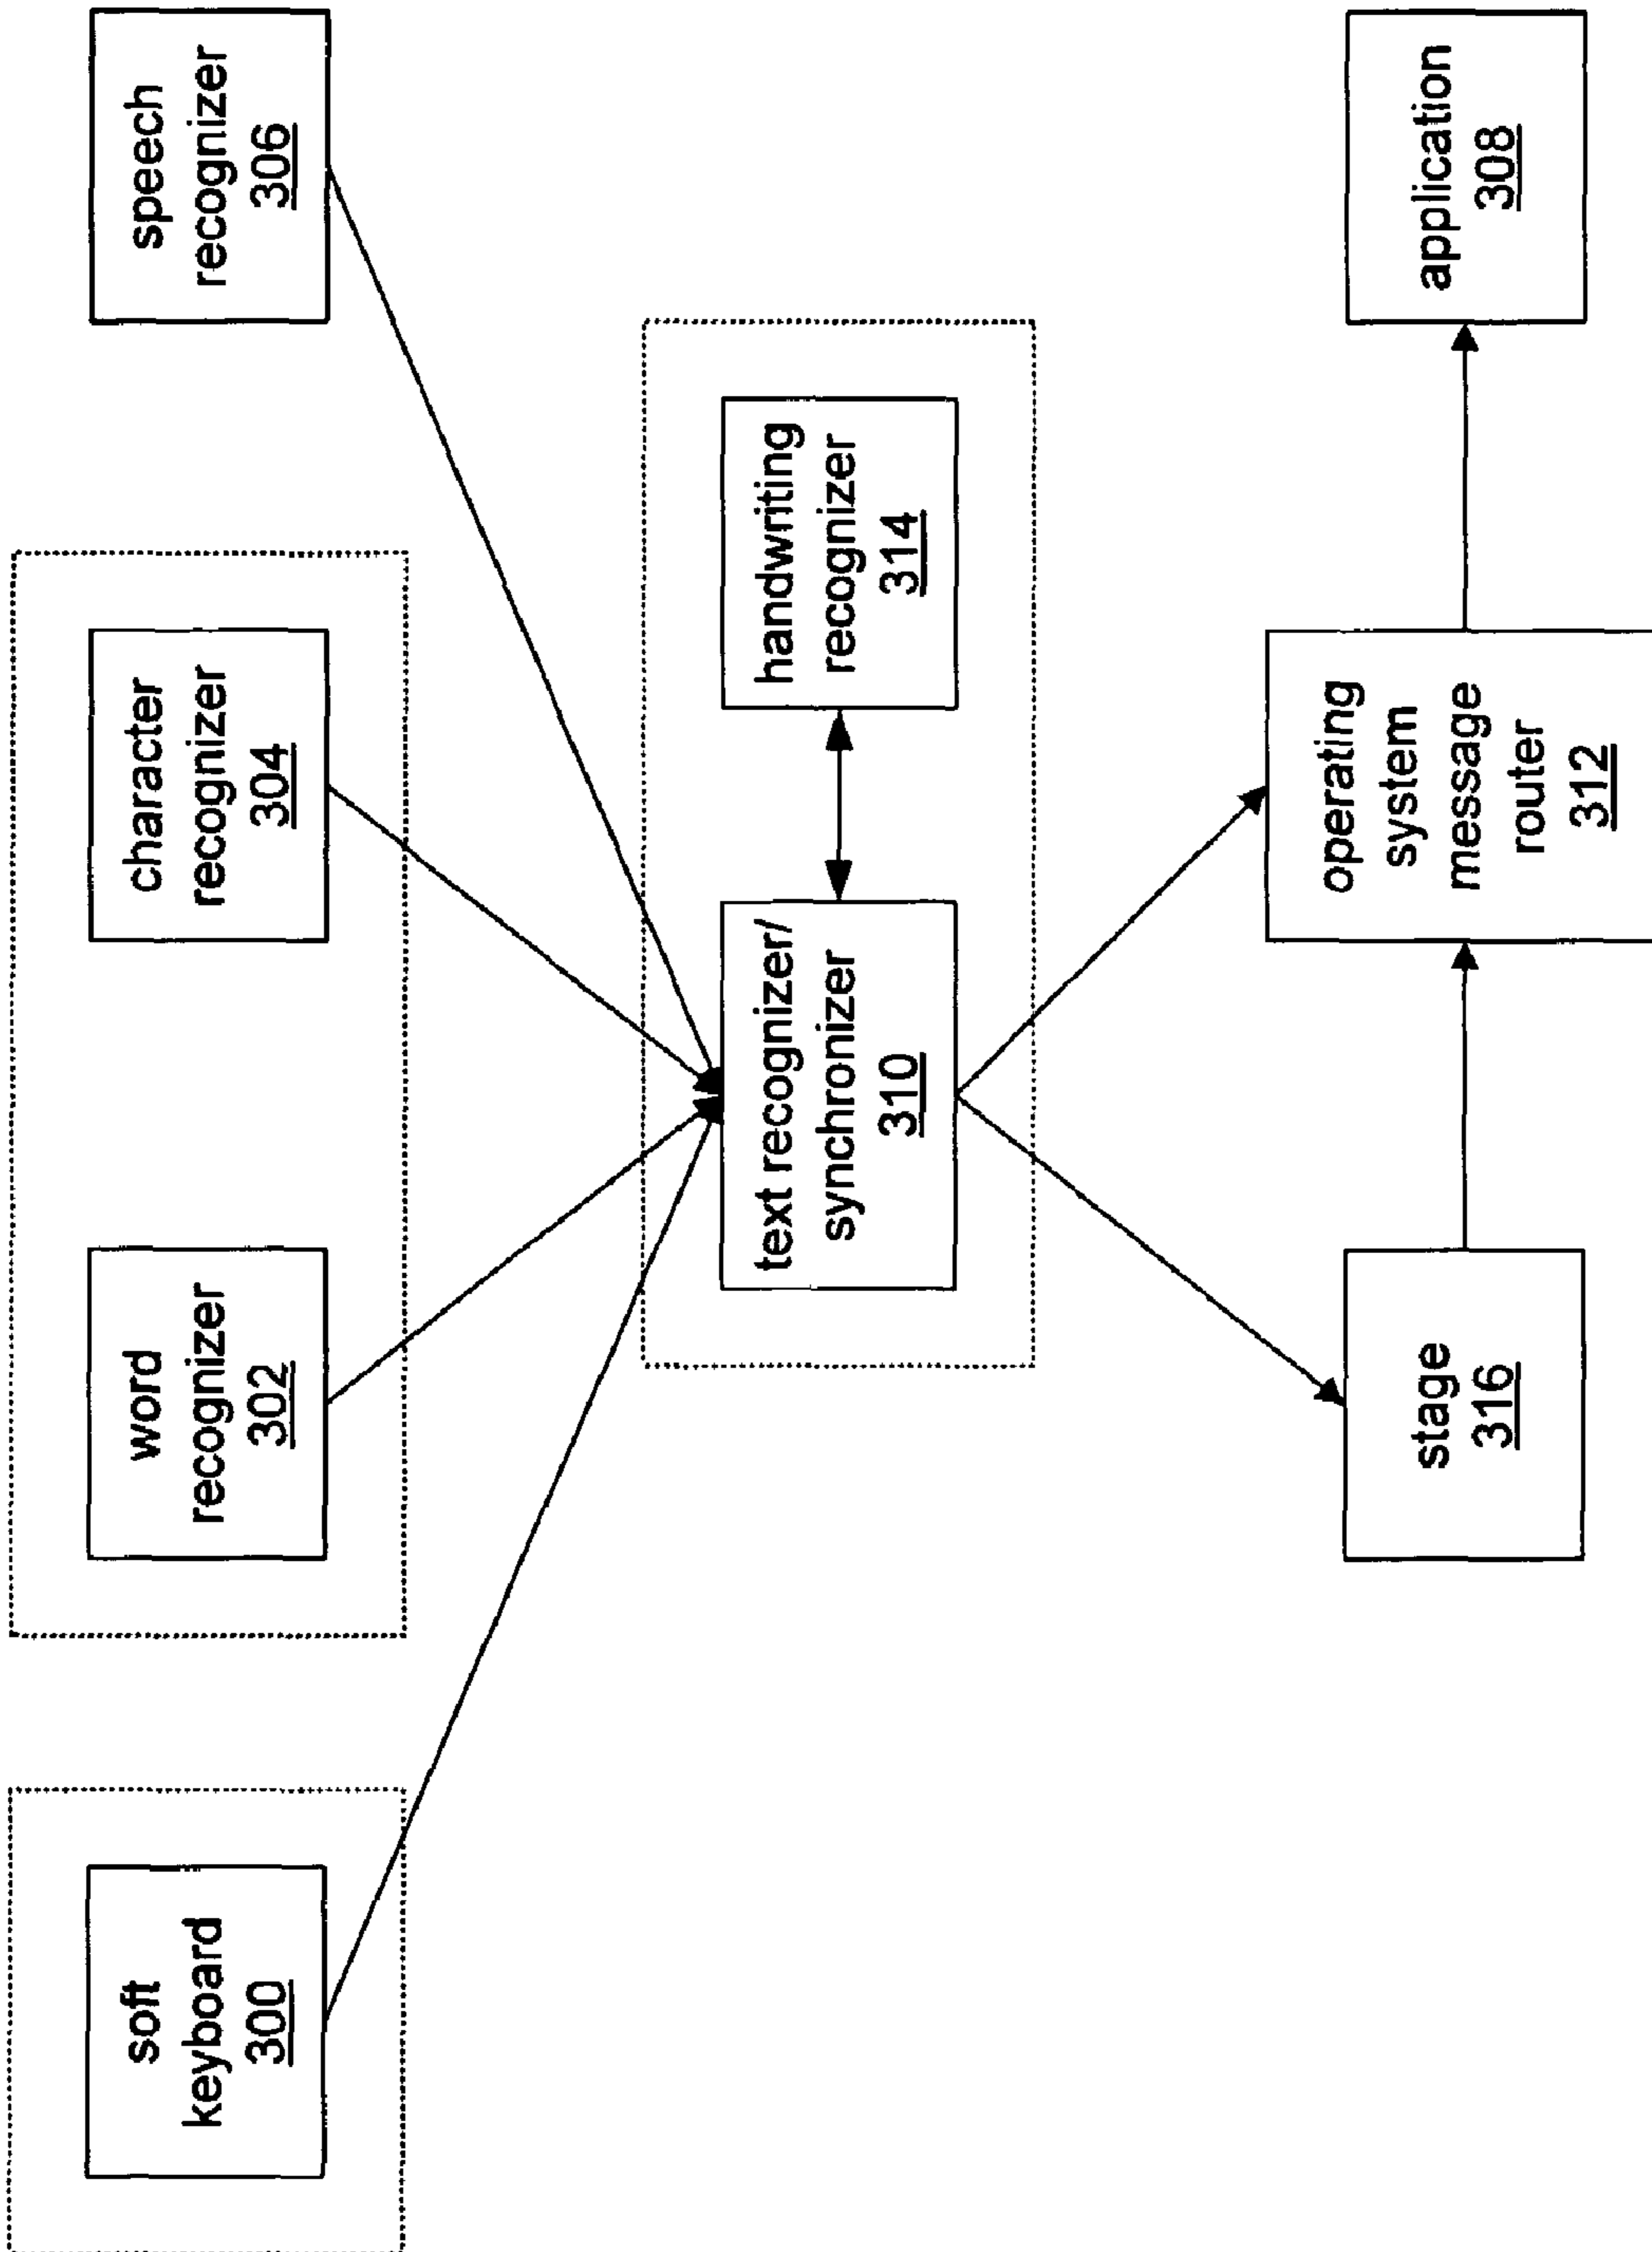 soft
keyboard
300
word
recognizer
302
character
recognizer
304
speech
recognizer
306
text recognizer/
synchronizer
310
handwriting
recognizer
314
stage
316
operating
system
message
router
312
application
308